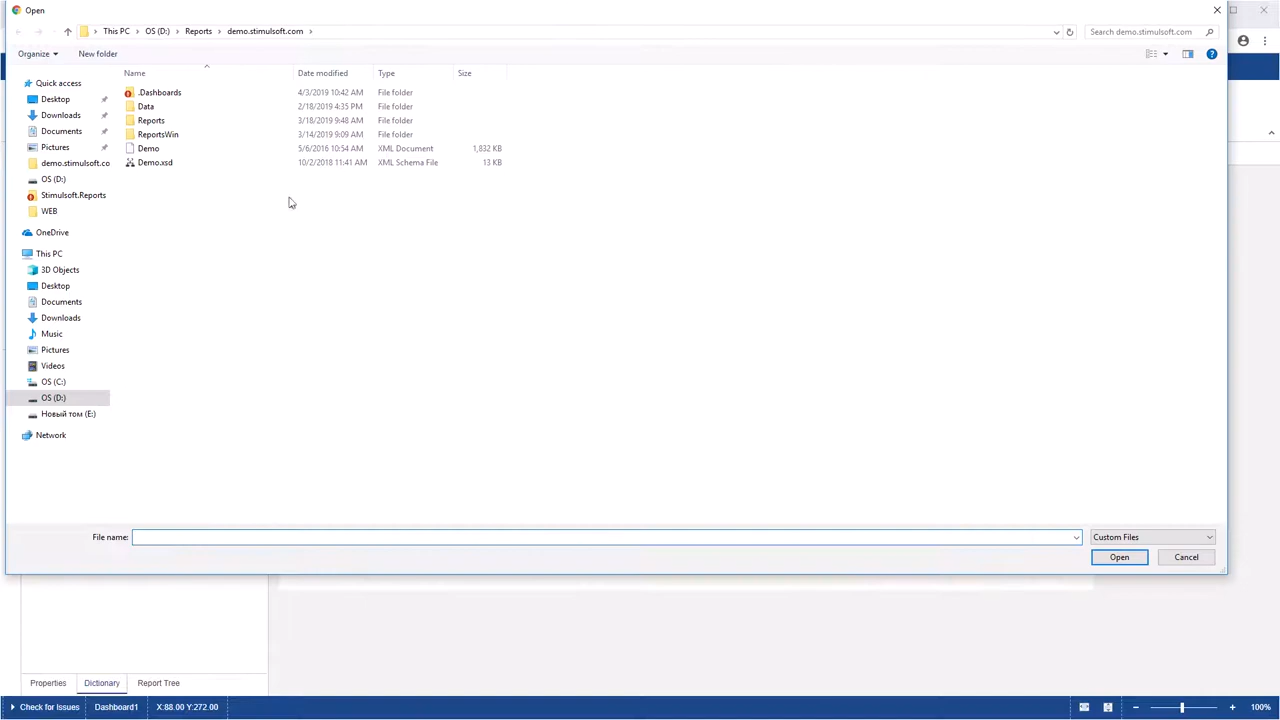 Open
This PC OS (D:) Reports demo.stimulsoft.com Search demo.stimulsoft.com
Organize New folder
Name Date modified Type Size
.Dashboards 4/3/2019 10:42 AM File folder
Data 2/18/2019 4:35 PM File folder
Reports 3/18/2019 9:48 AM File folder
ReportsWin 3/14/2019 9:09 AM File folder
Demo 5/6/2016 10:54 AM XML Document 1,832 KB
Demo.xsd 10/2/2018 11:41 AM XML Schema File 13 KB
Quick access
Desktop
Downloads
Documents
Pictures
demo.stimulsoft.co
OS (D:)
Stimulsoft.Reports
WEB
OneDrive
This PC
3D Objects
Desktop
Documents
Downloads
Music
Pictures
Videos
OS (C:)
OS (D:)
Новый том (E:)
Network
File name: Custom Files
Open Cancel
Properties Dictionary Report Tree
Check for Issues Dashboard1 X:88.00 Y:272.00 100%